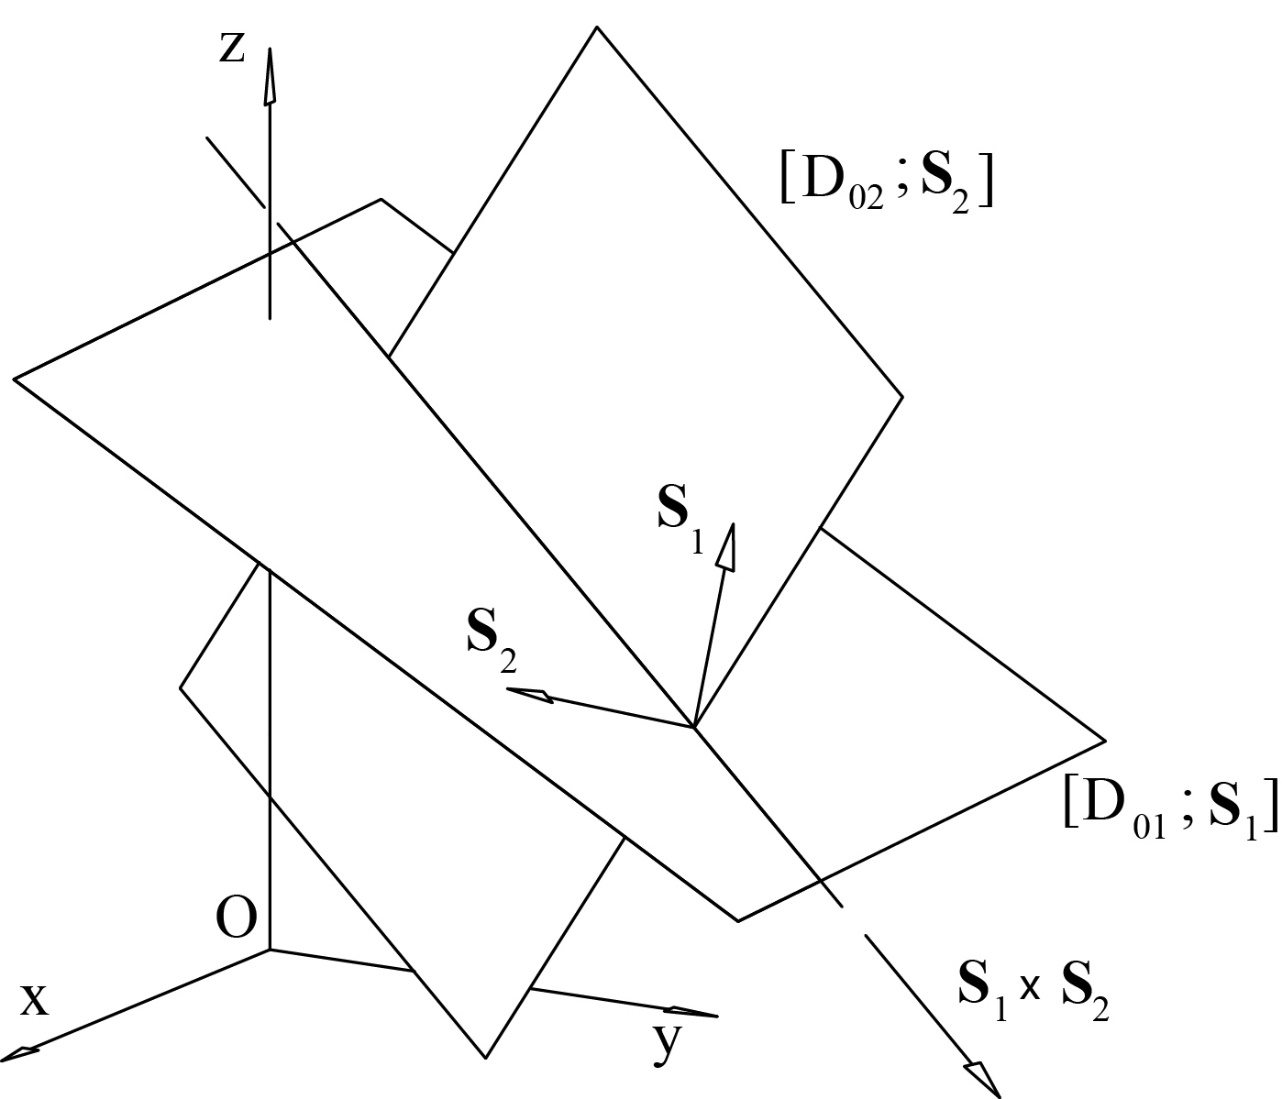 z
[D₀₂ ; S₂]
S₁
S₂
[D₀₁ ; S₁]
O
x
S₁ x S₂
y